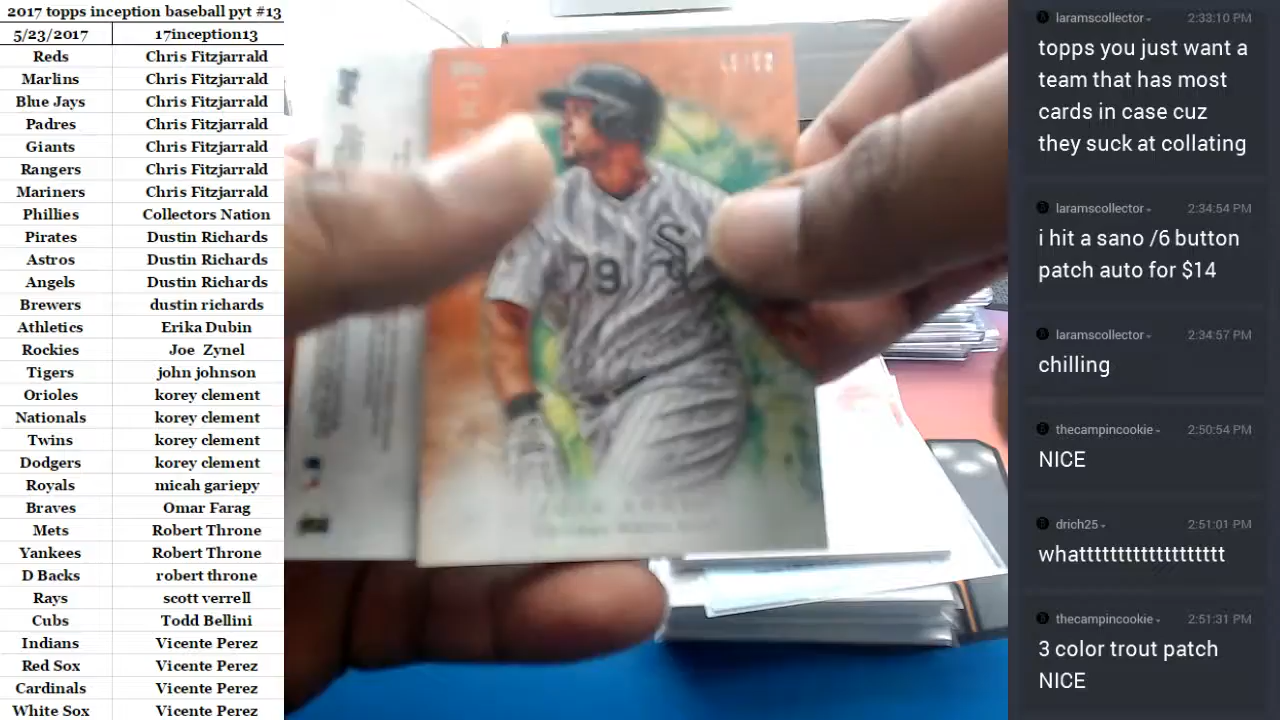 2017 topps inception baseball pyt #13
5/23/2017 17inception13
Reds Chris Fitzjarrald
Marlins Chris Fitzjarrald
Blue Jays Chris Fitzjarrald
Padres Chris Fitzjarrald
Giants Chris Fitzjarrald
Rangers Chris Fitzjarrald
Mariners Chris Fitzjarrald
Phillies Collectors Nation
Pirates Dustin Richards
Astros Dustin Richards
Angels Dustin Richards
Brewers dustin richards
Athletics Erika Dubin
Rockies Joe Zynel
Tigers john johnson
Orioles korey clement
Nationals korey clement
Twins korey clement
Dodgers korey clement
Royals micah gariepy
Braves Omar Farag
Mets Robert Throne
Yankees Robert Throne
D Backs robert throne
Rays scott verrell
Cubs Todd Bellini
Indians Vicente Perez
Red Sox Vicente Perez
Cardinals Vicente Perez
White Sox Vicente Perez
79
laramscollector 2:33:10 PM
topps you just want a
team that has most
cards in case cuz
they suck at collating
laramscollector 2:34:54 PM
i hit a sano /6 button
patch auto for $14
laramscollector 2:34:57 PM
chilling
thecampincookie 2:50:54 PM
NICE
drich25 2:51:01 PM
whatttttttttttttttttttt
thecampincookie 2:51:31 PM
3 color trout patch
NICE